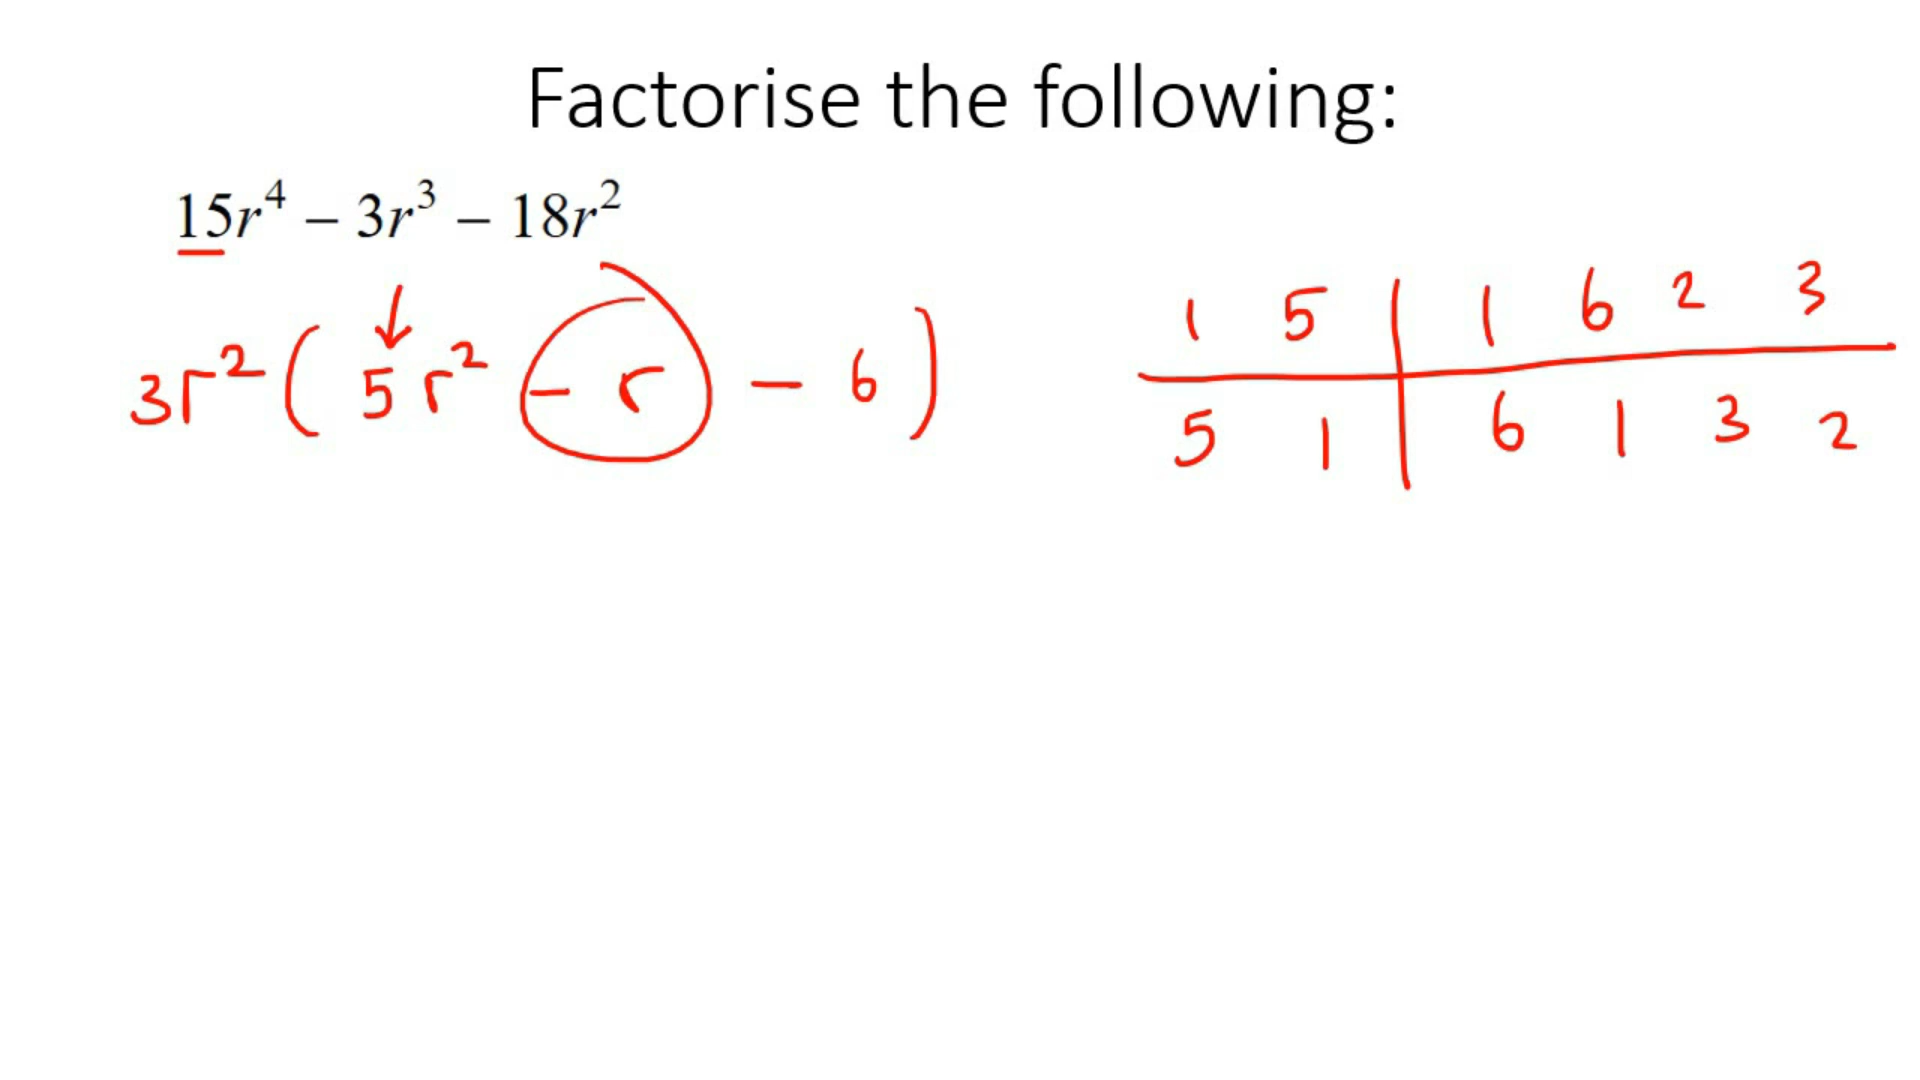 Factorise the following:
15r⁴ – 3r³ – 18r²
3r² ( 5r² – r – 6 )
1 5 | 1 6 2 3
5 1 | 6 1 3 2